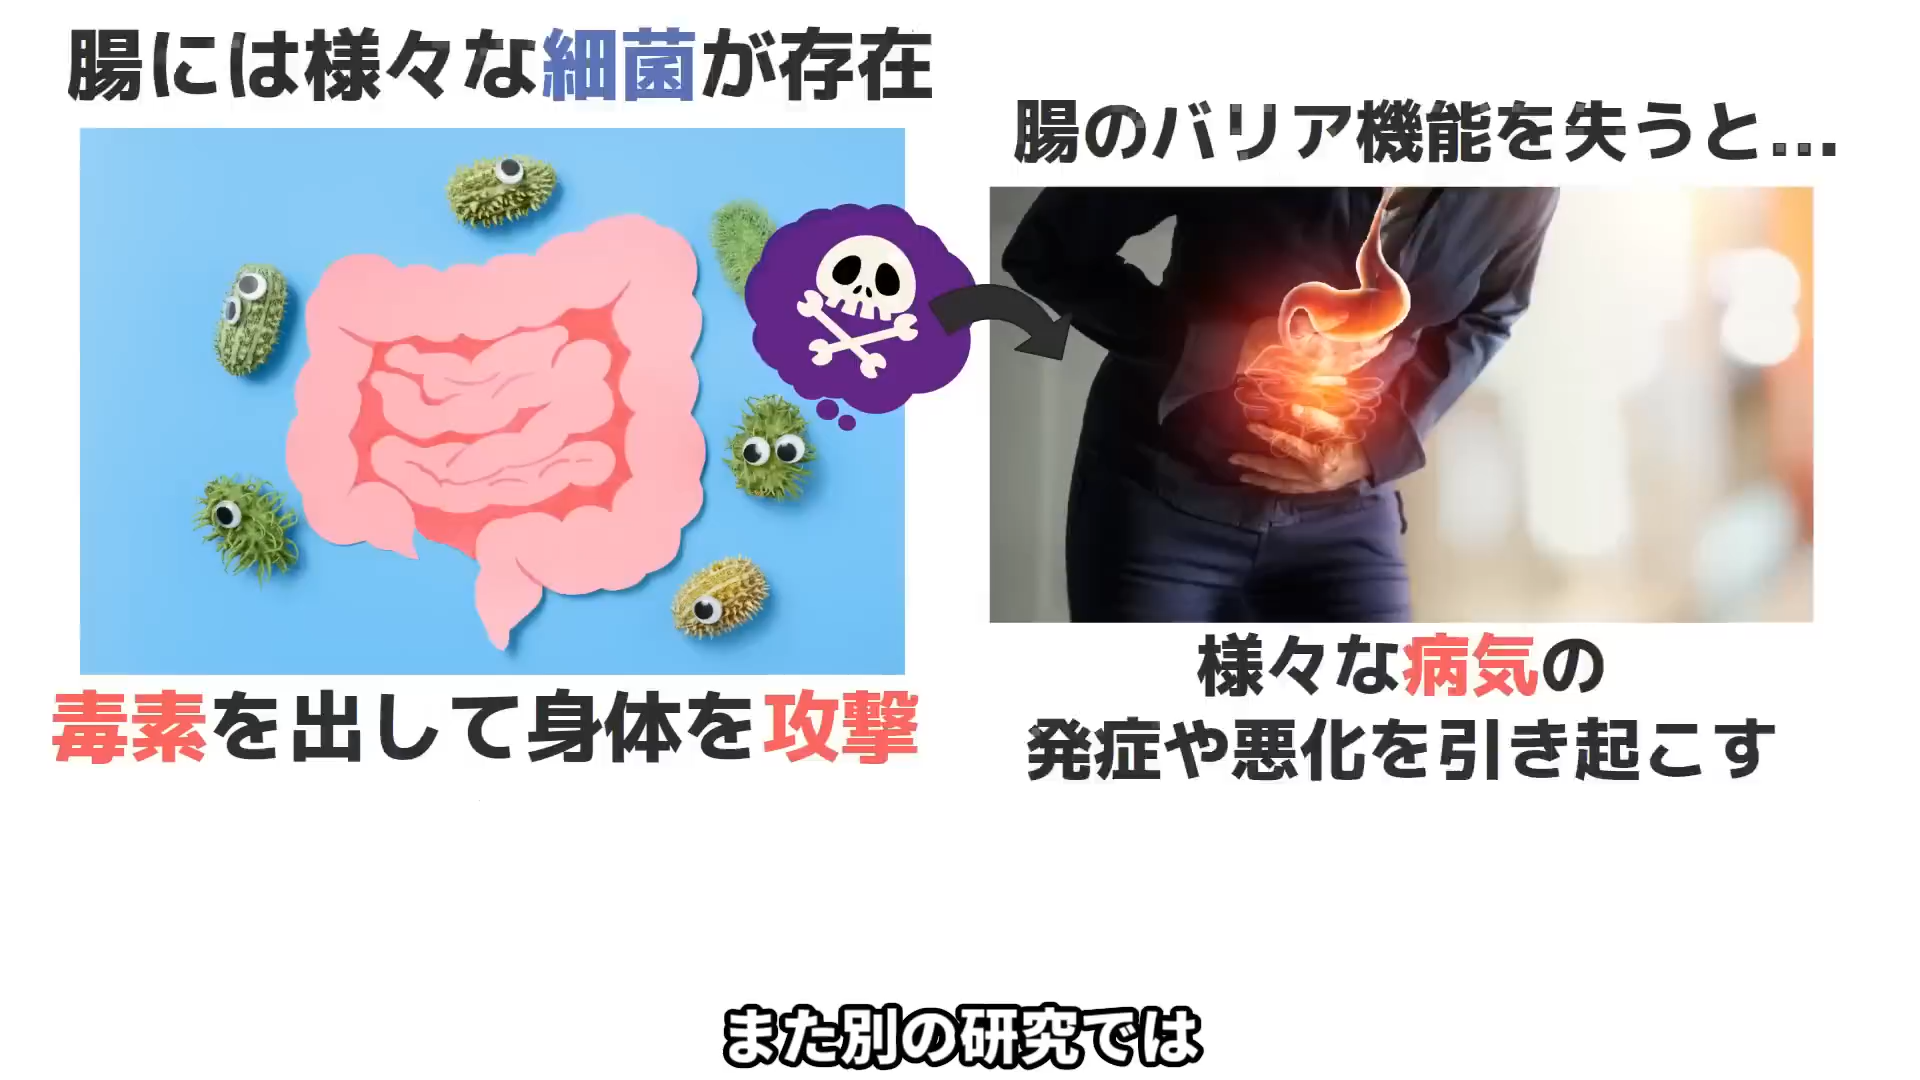 腸には様々な細菌が存在
毒素を出して身体を攻撃
腸のバリア機能を失うと...
様々な病気の
発症や悪化を引き起こす
また別の研究では